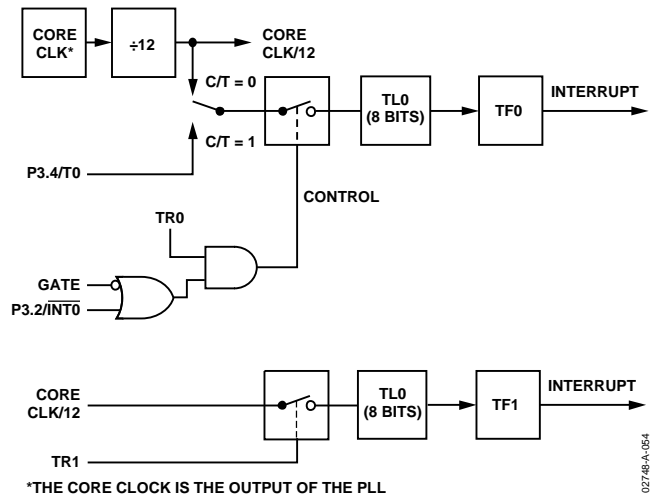 CORE
CLK*
÷12
CORE
CLK/12
C/T = 0
C/T = 1
TL0
(8 BITS)
TF0
INTERRUPT
P3.4/T0
CONTROL
TR0
GATE
P3.2/INT0
CORE
CLK/12
TL0
(8 BITS)
TF1
INTERRUPT
TR1
*THE CORE CLOCK IS THE OUTPUT OF THE PLL
02748-A-054